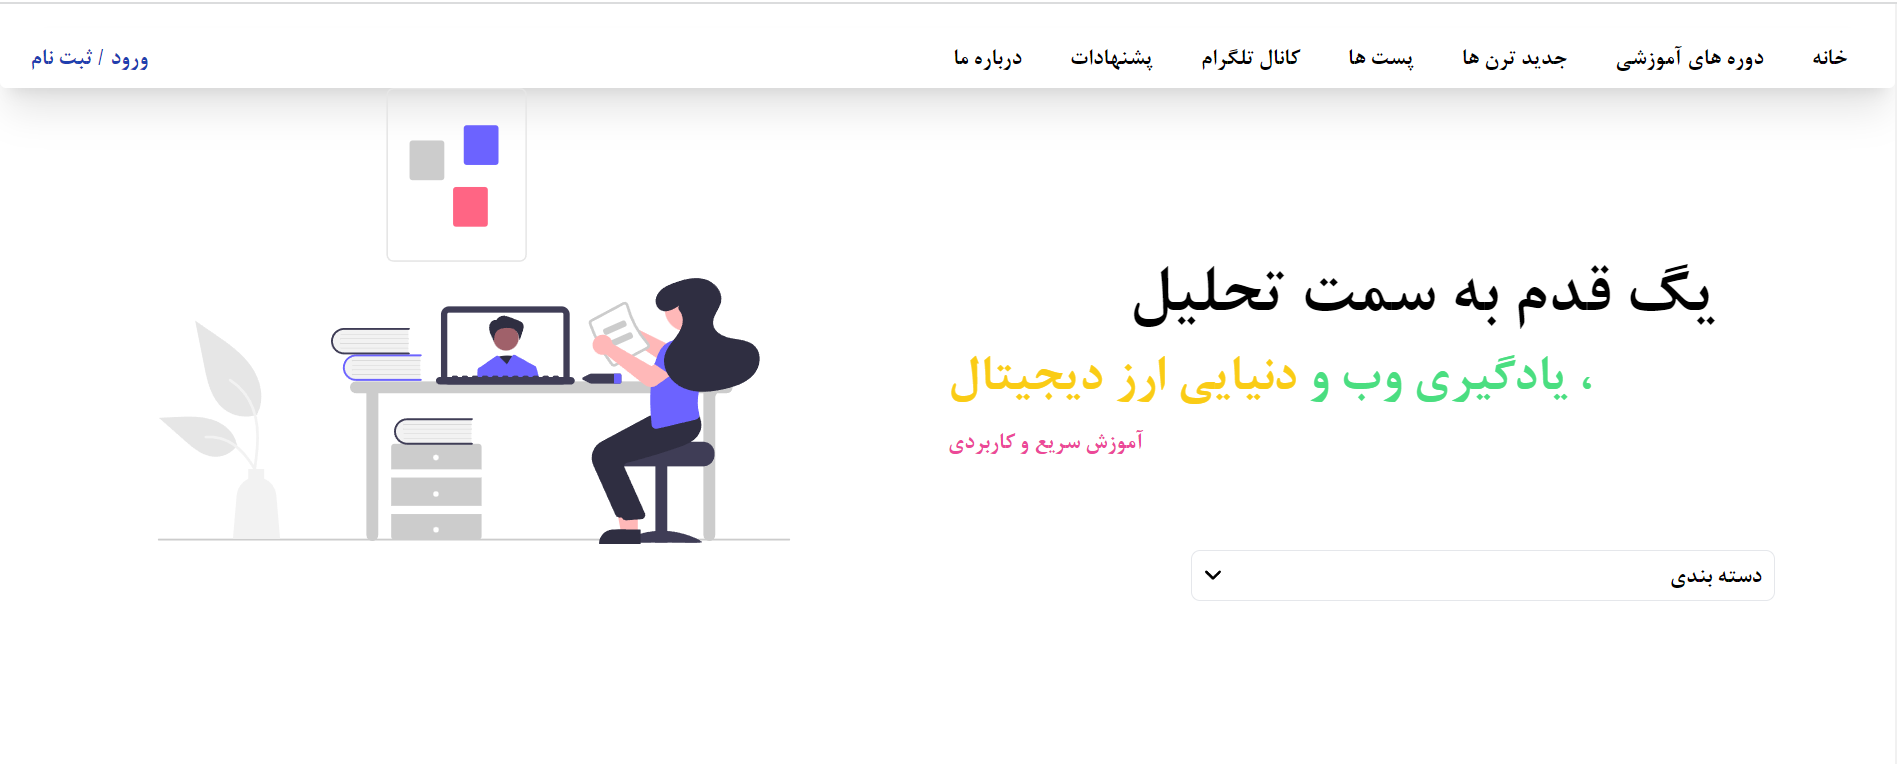 خانه دوره های آموزشی جدید ترن ها پست ها کانال تلگرام پشنهادات درباره ما ورود / ثبت نام
یگ قدم به سمت تحلیل
، یادگیری وب و دنیایی ارز دیجیتال
آموزش سریع و کاربردی
دسته بندی